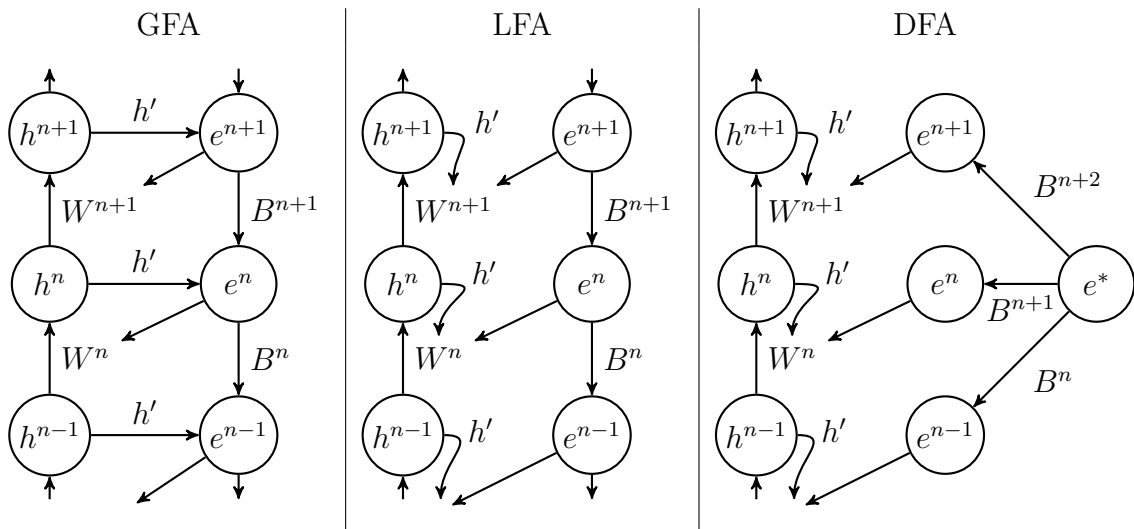 GFA
h^{n+1} h′ e^{n+1}
W^{n+1} B^{n+1}
h^n h′ e^n
W^n B^n
h^{n-1} h′ e^{n-1}
LFA
h^{n+1} h′ e^{n+1}
W^{n+1} B^{n+1}
h^n h′ e^n
W^n B^n
h^{n-1} h′ e^{n-1}
DFA
h^{n+1} h′ e^{n+1}
B^{n+2}
W^{n+1}
h^n h′ e^n e^*
B^{n+1}
W^n
B^n
h^{n-1} h′ e^{n-1}